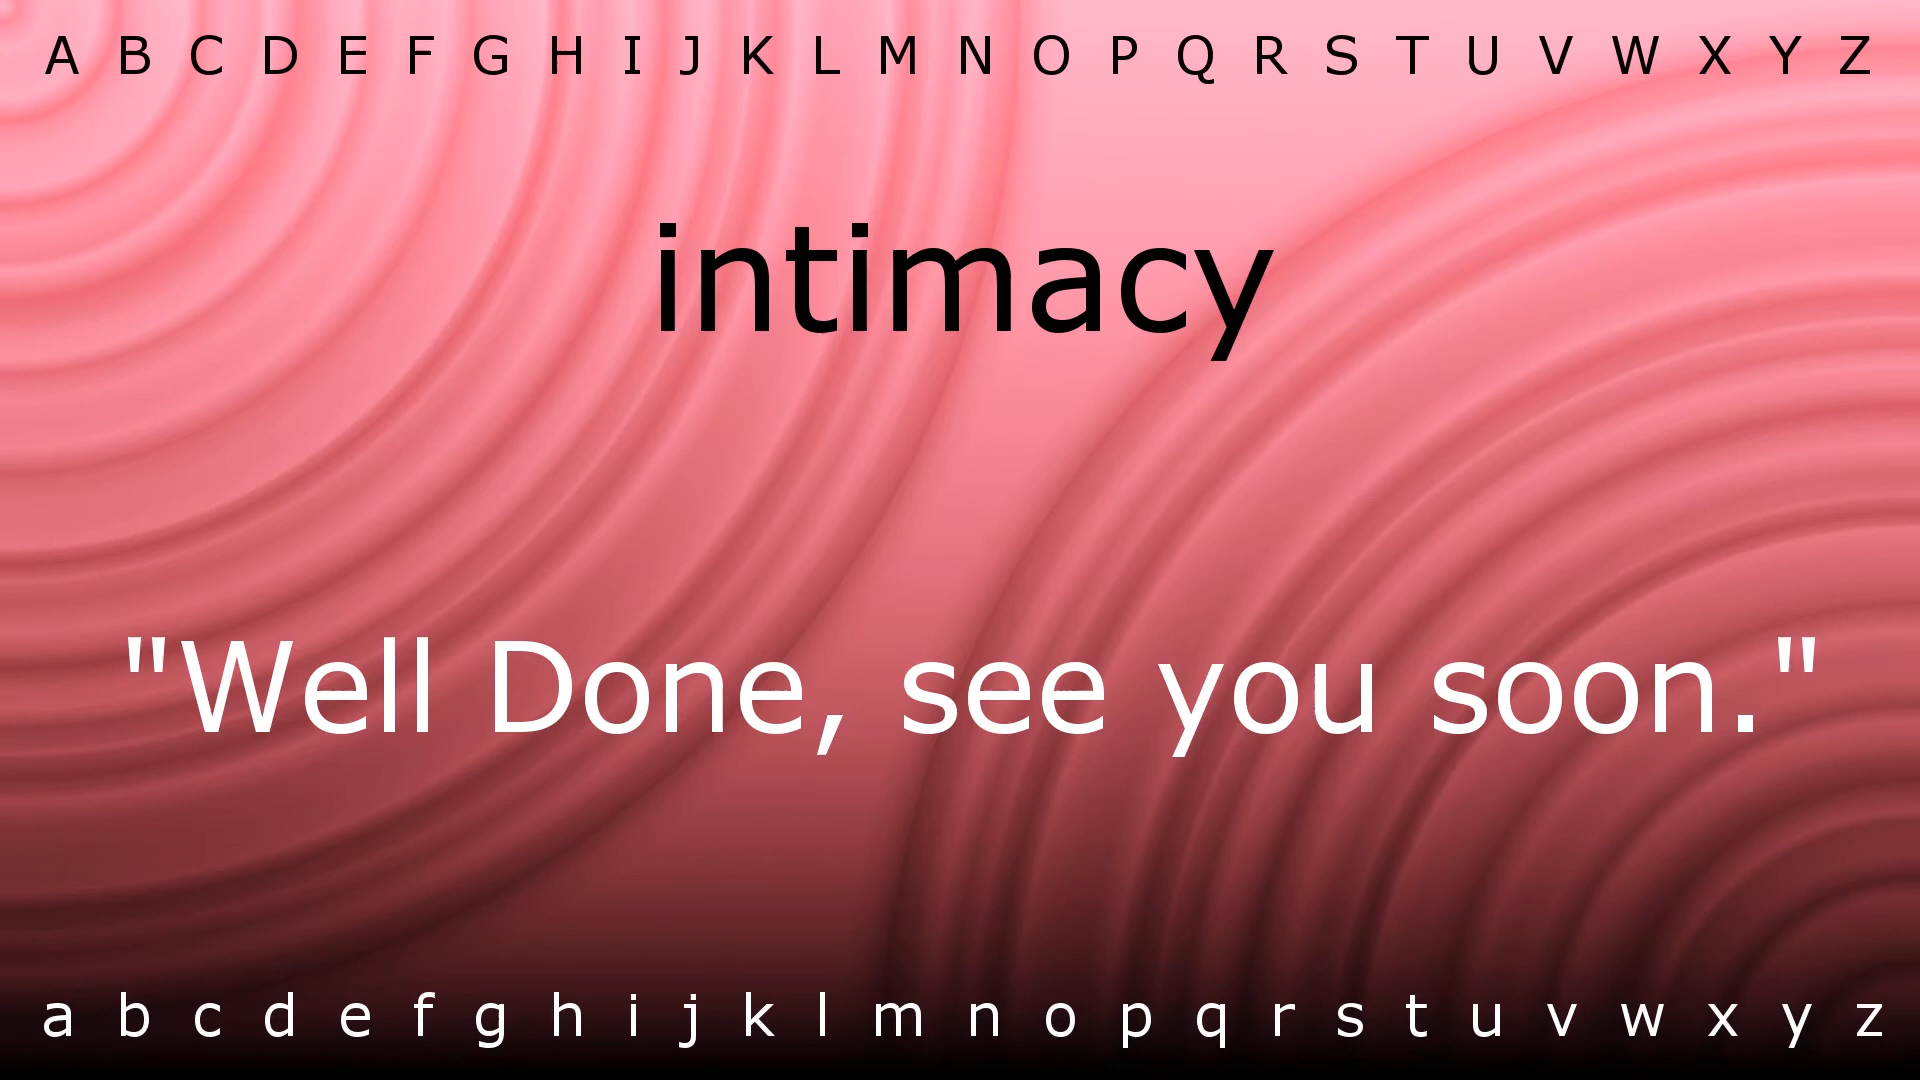 A B C D E F G H I J K L M N O P Q R S T U V W X Y Z
intimacy
"Well Done, see you soon."
a b c d e f g h i j k l m n o p q r s t u v w x y z